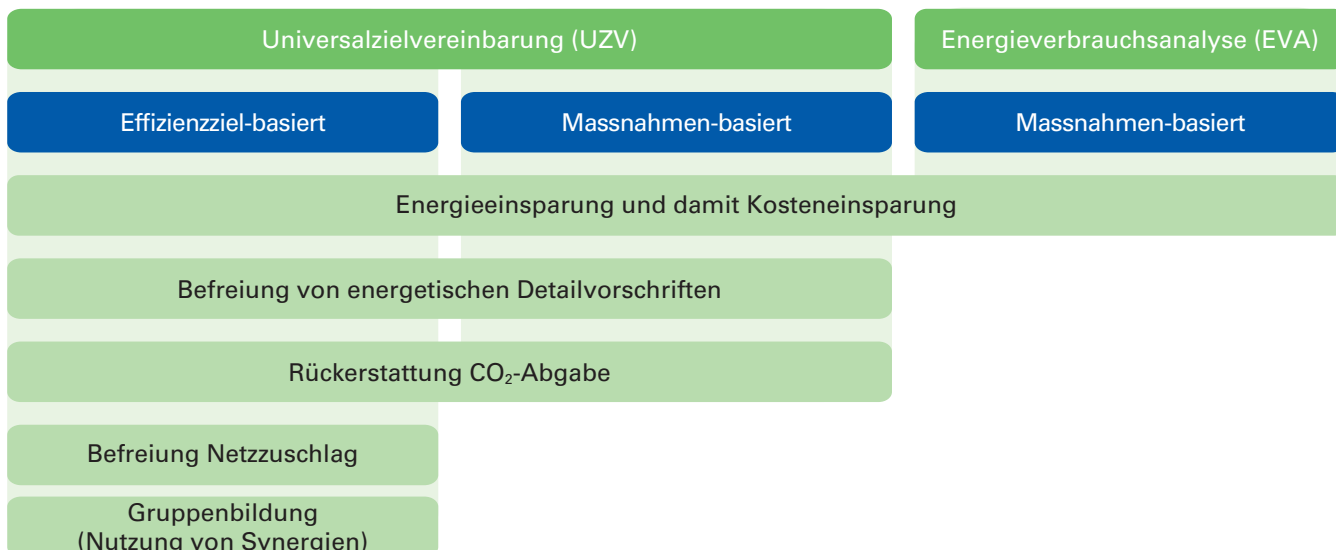 Universalzielvereinbarung (UZV)
Energieverbrauchsanalyse (EVA)
Effizienzziel-basiert
Massnahmen-basiert
Massnahmen-basiert
Energieeinsparung und damit Kosteneinsparung
Befreiung von energetischen Detailvorschriften
Rückerstattung CO₂-Abgabe
Befreiung Netzzuschlag
Gruppenbildung
(Nutzung von Synergien)